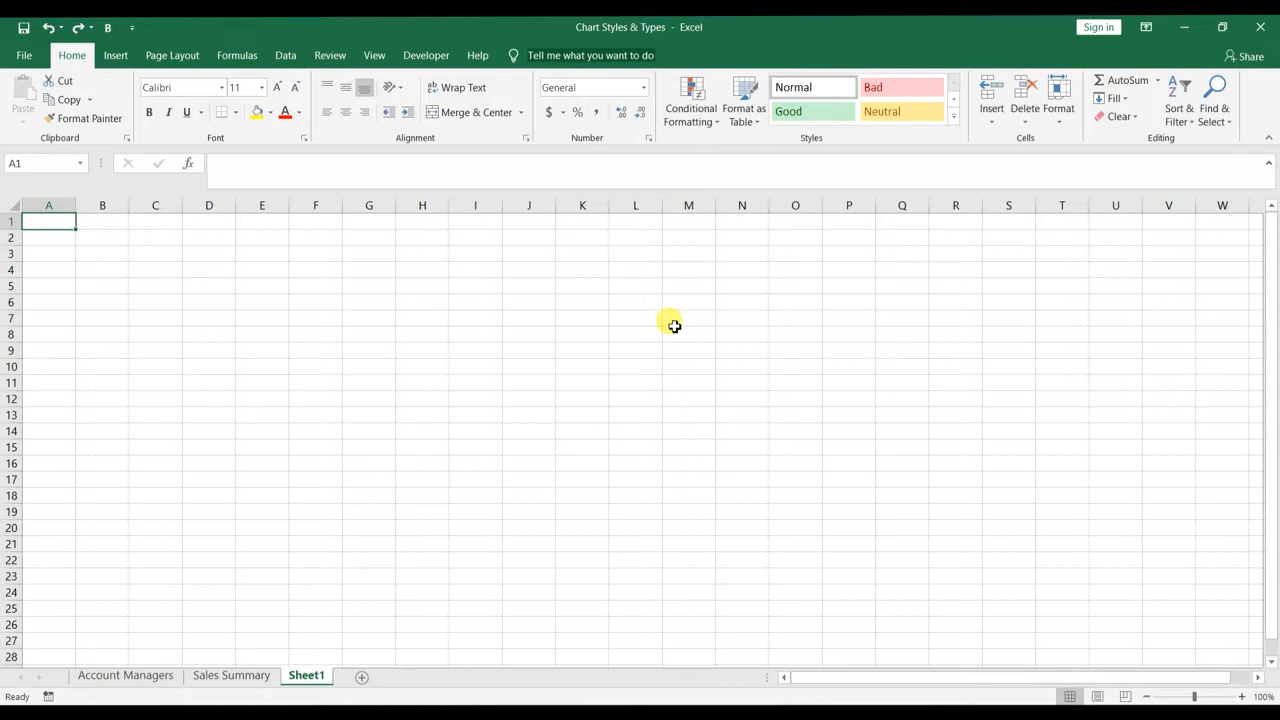 B
Chart Styles & Types - Excel
Sign in
File Home Insert Page Layout Formulas Data Review View Developer Help Tell me what you want to do Share
Paste
Cut
Copy
Format Painter
Clipboard
Calibri 11 A A
B I U A
Font
ab Wrap Text
Merge & Center
Alignment
General
$ % ,
Number
Conditional Formatting
Format as Table
Normal Bad
Good Neutral
Styles
Insert Delete Format
Cells
AutoSum
Fill
Clear
Sort & Filter
Find & Select
Editing
A1 fx
A B C D E F G H I J K L M N O P Q R S T U V W
1
2
3
4
5
6
7
8
9
10
11
12
13
14
15
16
17
18
19
20
21
22
23
24
25
26
27
28
Account Managers Sales Summary Sheet1
Ready 100%